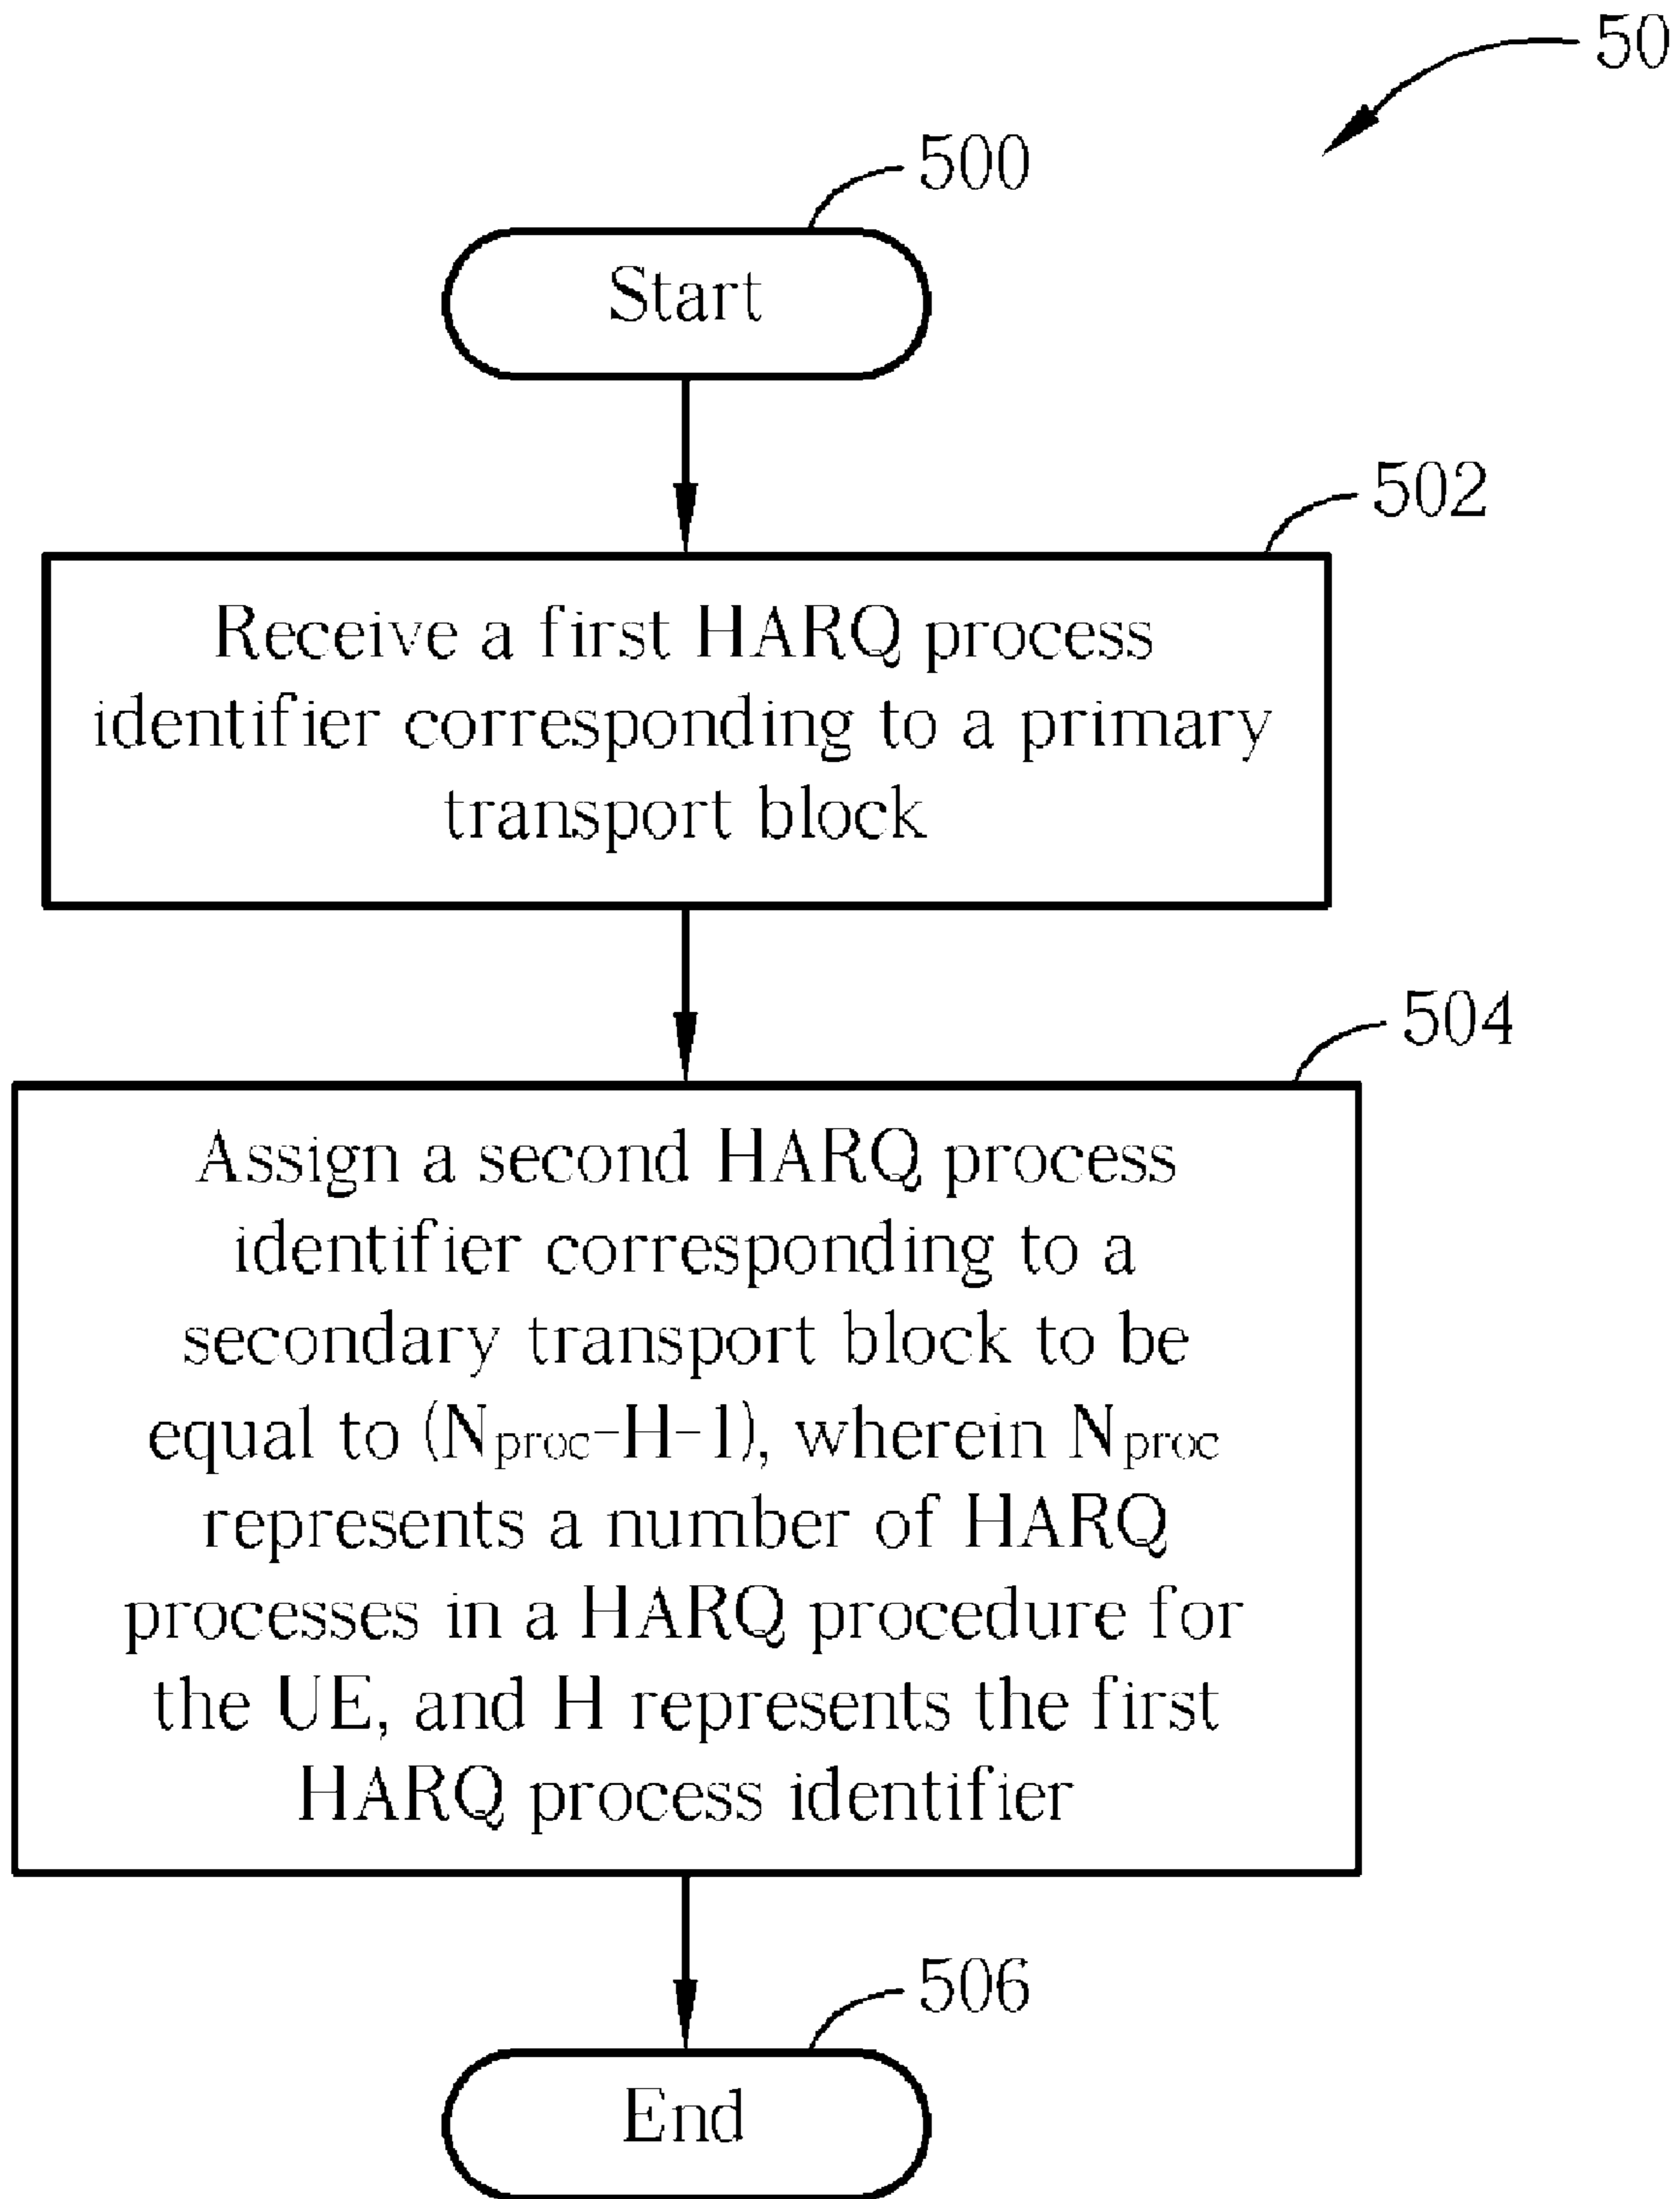 50
500
Start
502
Receive a first HARQ process
identifier corresponding to a primary
transport block
504
Assign a second HARQ process
identifier corresponding to a
secondary transport block to be
equal to (Nproc-H-1), wherein Nproc
represents a number of HARQ
processes in a HARQ procedure for
the UE, and H represents the first
HARQ process identifier
506
End